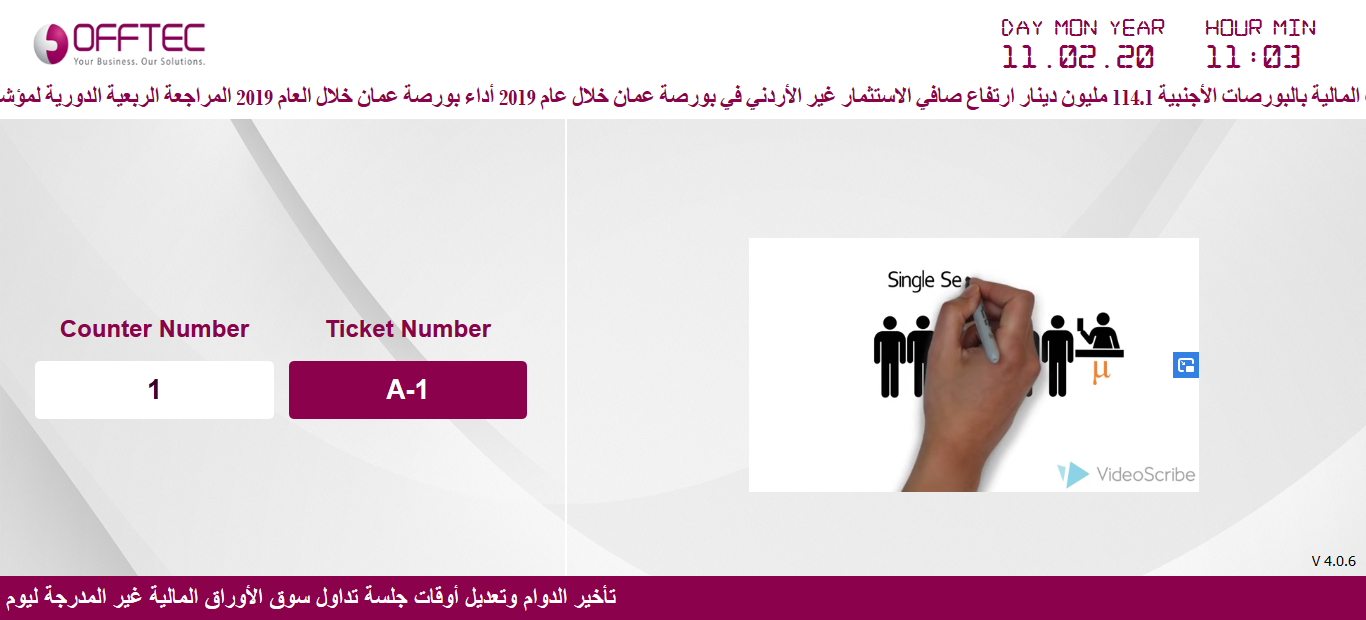 OFFTEC
Your Business. Our Solutions.
DAY MON YEAR
11.02.20
HOUR MIN
11:03
المالية بالبورصات الأجنبية 114.1 مليون دينار ارتفاع صافي الاستثمار غير الأردني في بورصة عمان خلال عام 2019 أداء بورصة عمان خلال العام 2019 المراجعة الربعية الدورية لمؤش
Counter Number
Ticket Number
1
A-1
Single Se
μ
VideoScribe
V 4.0.6
تأخير الدوام وتعديل أوقات جلسة تداول سوق الأوراق المالية غير المدرجة ليوم